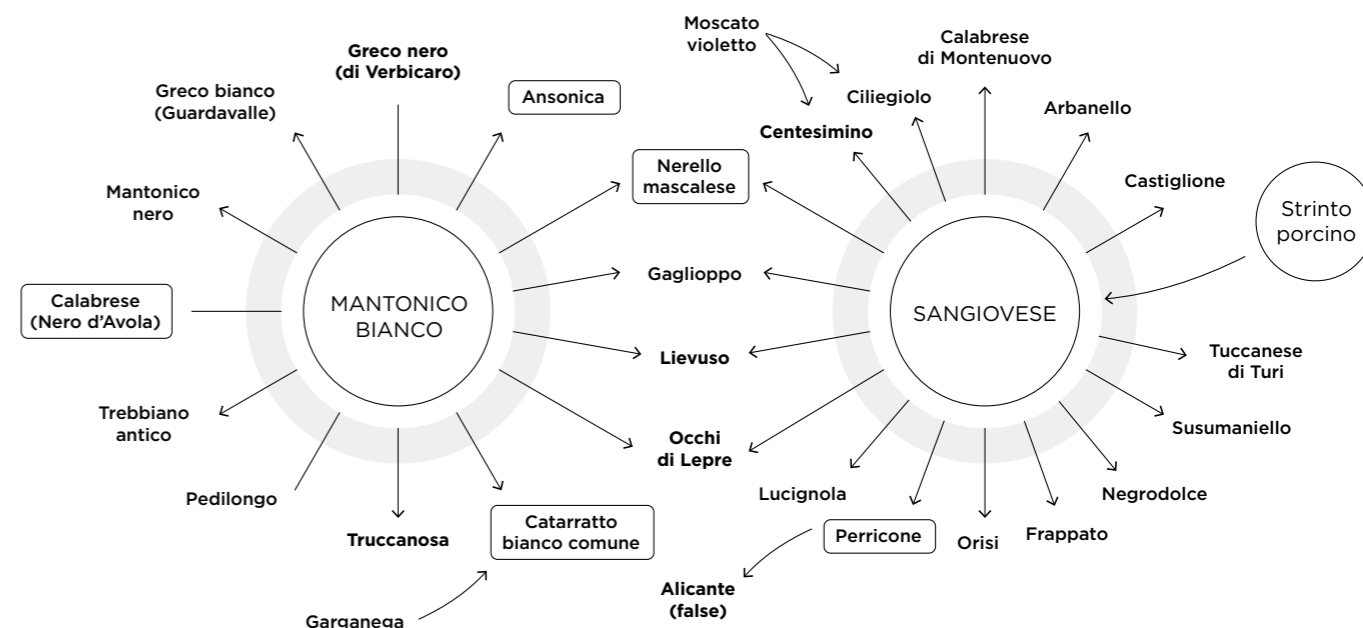 Moscato
violetto
Calabrese
di Montenuovo
Greco nero
(di Verbicaro)
Greco bianco
(Guardavalle)
Ansonica
Ciliegiolo
Arbanello
Centesimino
Nerello
mascalese
Castiglione
Mantonico
nero
Strinto
porcino
Gaglioppo
Calabrese
(Nero d’Avola)
MANTONICO
BIANCO
SANGIOVESE
Lievuso
Tuccanese
di Turi
Trebbiano
antico
Susumaniello
Occhi
di Lepre
Pedilongo
Lucignola
Negrodolce
Truccanosa
Catarratto
bianco comune
Perricone
Orisi
Frappato
Alicante
(false)
Garganega